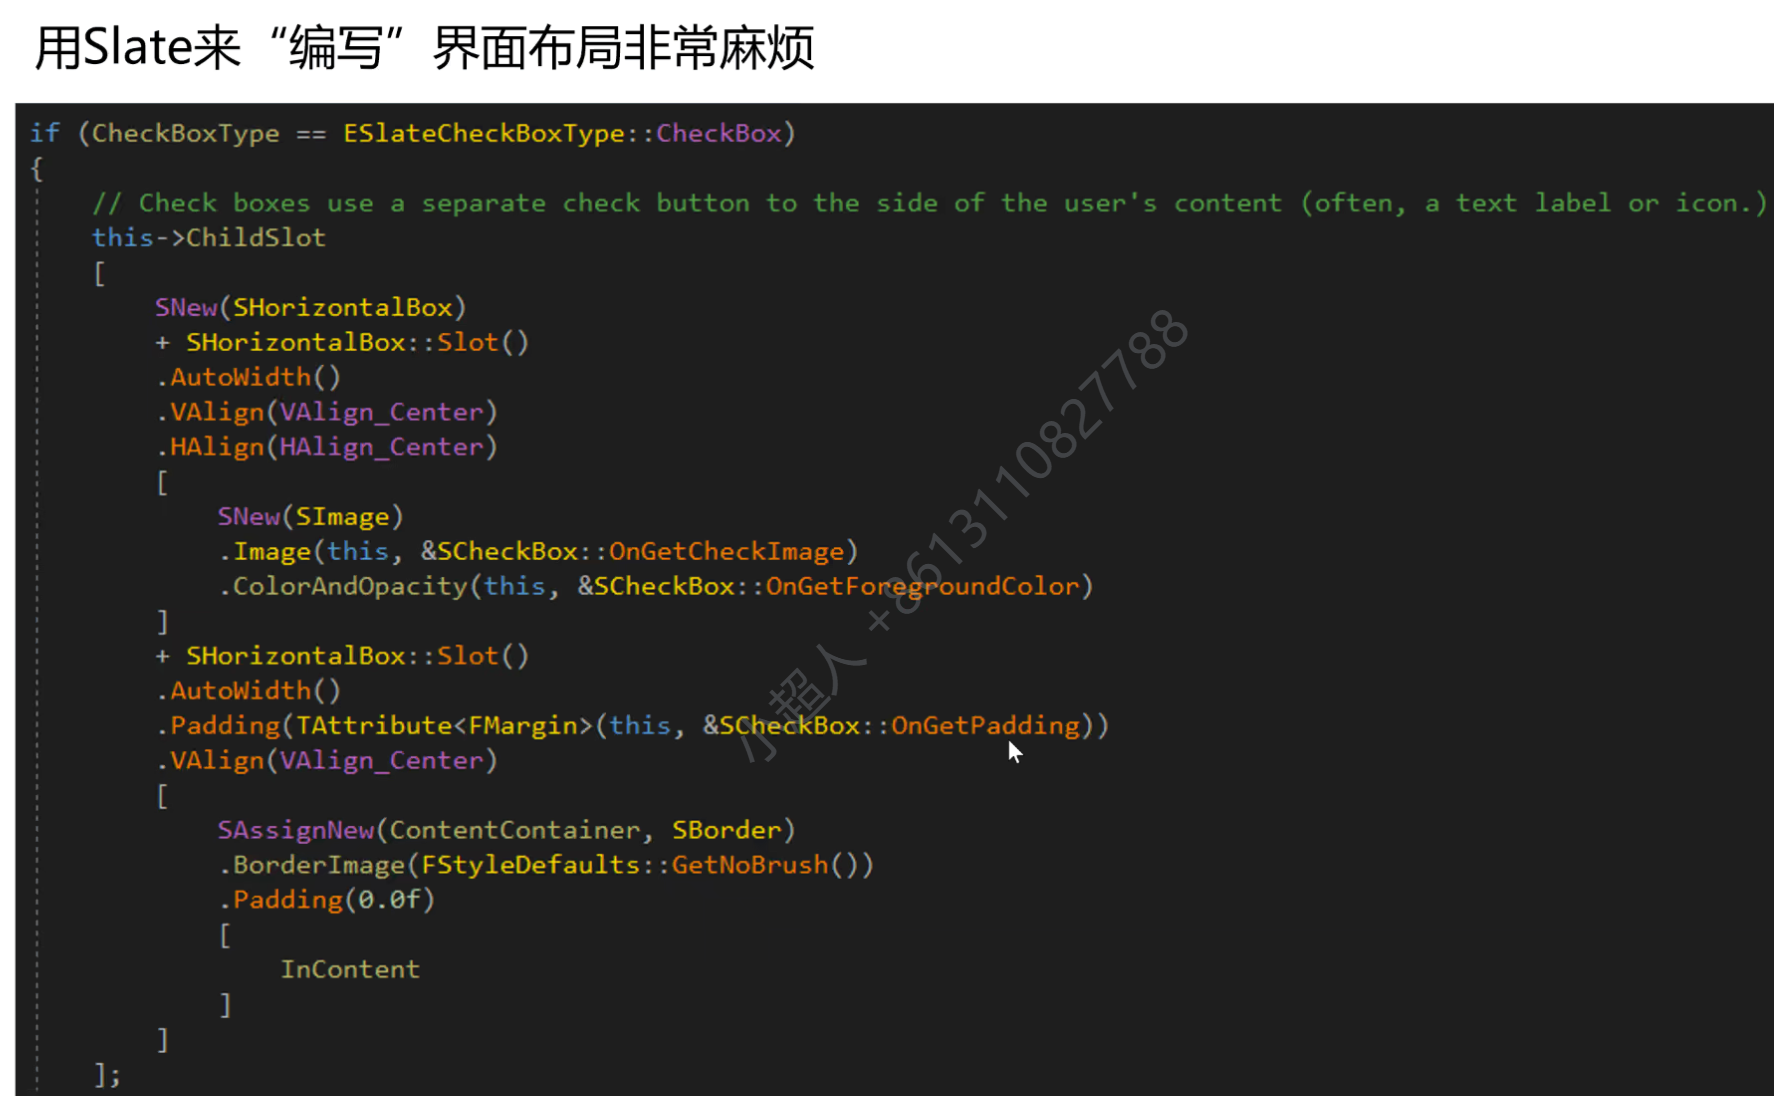 用Slate来“编写”界面布局非常麻烦
if (CheckBoxType == ESlateCheckBoxType::CheckBox)
{
// Check boxes use a separate check button to the side of the user's content (often, a text label or icon.)
this->ChildSlot
[
SNew(SHorizontalBox)
+ SHorizontalBox::Slot()
.AutoWidth()
.VAlign(VAlign_Center)
.HAlign(HAlign_Center)
[
SNew(SImage)
.Image(this, &SCheckBox::OnGetCheckImage)
.ColorAndOpacity(this, &SCheckBox::OnGetForegroundColor)
]
+ SHorizontalBox::Slot()
.AutoWidth()
.Padding(TAttribute<FMargin>(this, &SCheckBox::OnGetPadding))
.VAlign(VAlign_Center)
[
SAssignNew(ContentContainer, SBorder)
.BorderImage(FStyleDefaults::GetNoBrush())
.Padding(0.0f)
[
InContent
]
]
];
小超人 +8613110827788